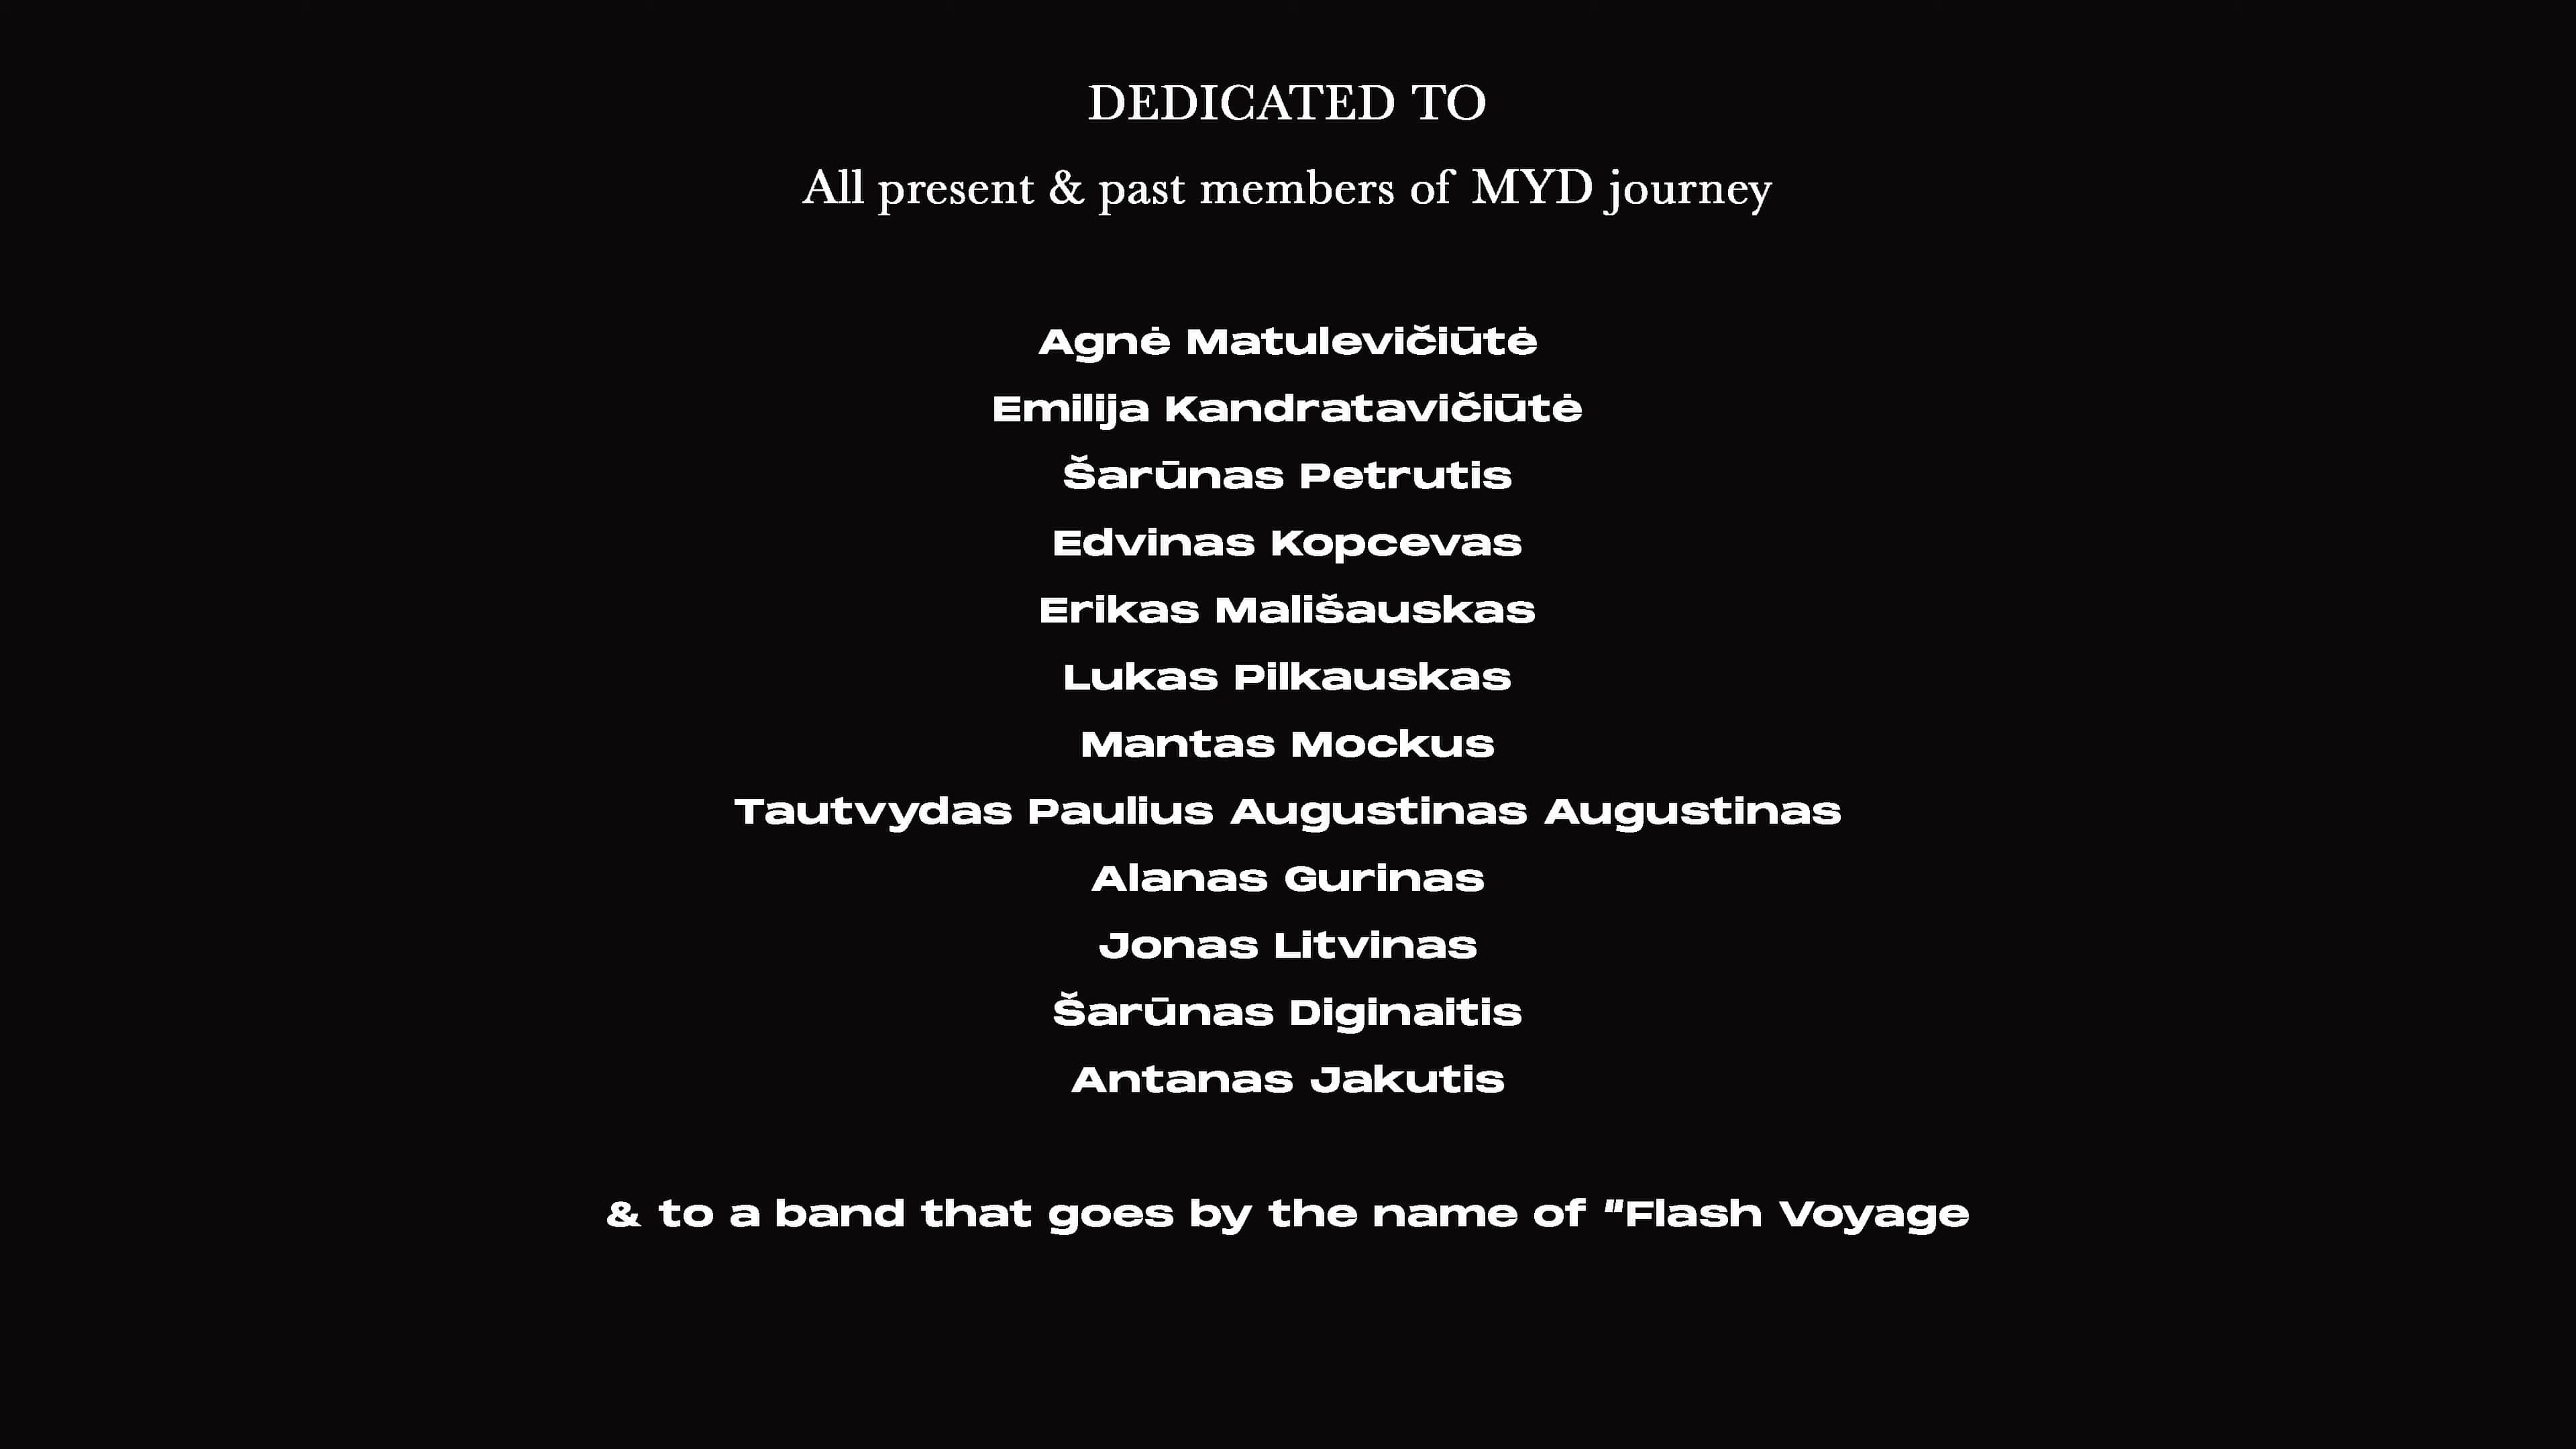 DEDICATED TO
All present & past members of MYD journey
Agnė Matulevičiūtė
Emilija Kandratavičiūtė
Šarūnas Petrutis
Edvinas Kopcevas
Erikas Mališauskas
Lukas Pilkauskas
Mantas Mockus
Tautvydas Paulius Augustinas Augustinas
Alanas Gurinas
Jonas Litvinas
Šarūnas Diginaitis
Antanas Jakutis
& to a band that goes by the name of "Flash Voyage